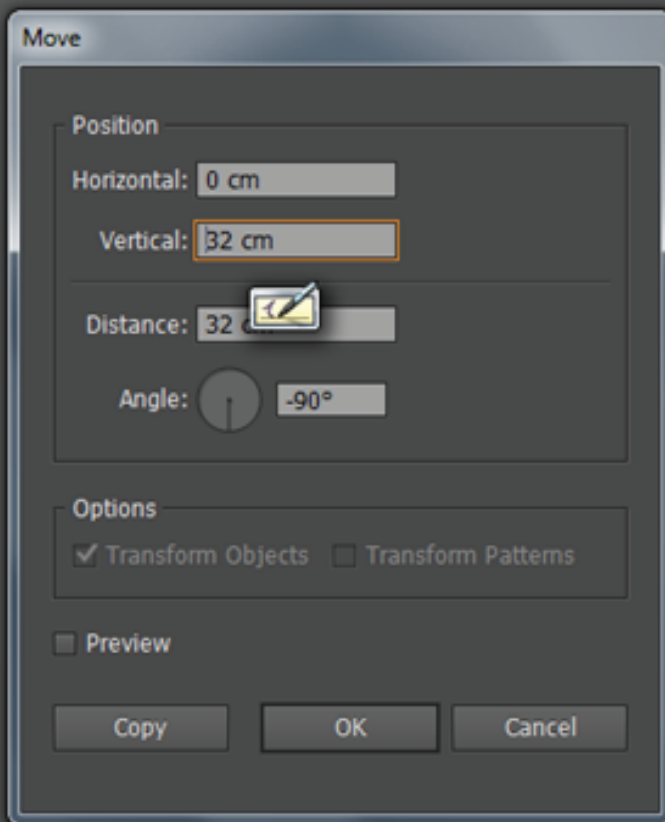 Move
Position
Horizontal: 0 cm
Vertical: 32 cm
Distance: 32 c
Angle: -90°
Options
Transform Objects Transform Patterns
Preview
Copy OK Cancel